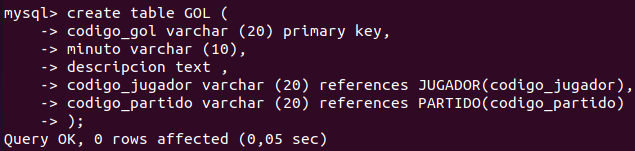 mysql> create table GOL (
    -> codigo_gol varchar (20) primary key,
    -> minuto varchar (10),
    -> descripcion text ,
    -> codigo_jugador varchar (20) references JUGADOR(codigo_jugador),
    -> codigo_partido varchar (20) references PARTIDO(codigo_partido)
    -> );
Query OK, 0 rows affected (0,05 sec)